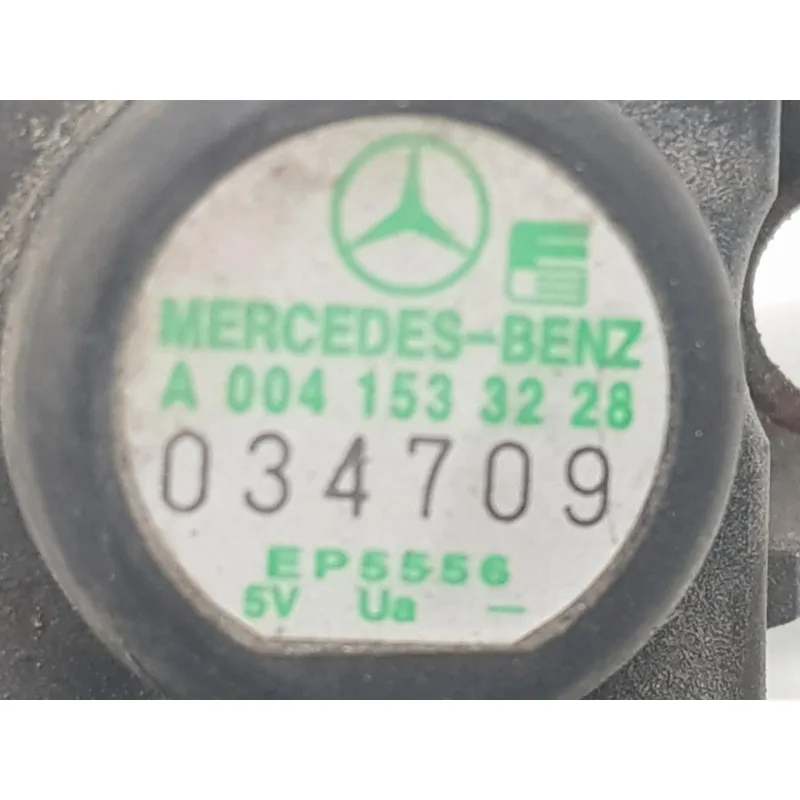 MERCEDES-BENZ
A 004 153 32 28
034709
EP5556
5V Ua –